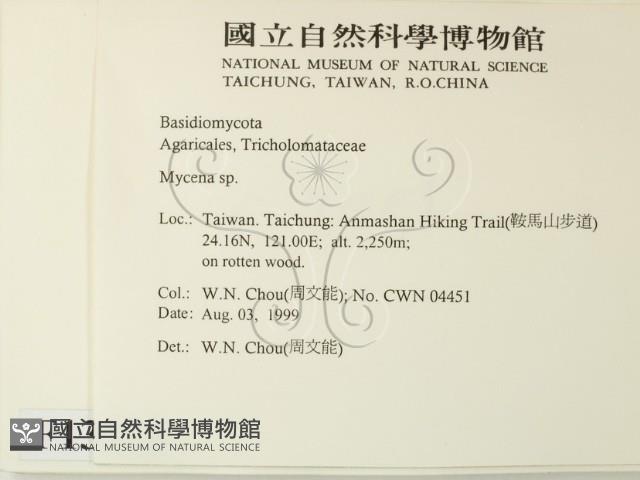 國立自然科學博物館
NATIONAL MUSEUM OF NATURAL SCIENCE
TAICHUNG, TAIWAN, R.O.CHINA
Basidiomycota
Agaricales, Tricholomataceae
Mycena sp.
Loc.: Taiwan. Taichung: Anmashan Hiking Trail(鞍馬山步道)
24.16N, 121.00E; alt. 2,250m;
on rotten wood.
Col.: W.N. Chou(周文能); No. CWN 04451
Date: Aug. 03, 1999
Det.: W.N. Chou(周文能)
國立自然科學博物館
NATIONAL MUSEUM OF NATURAL SCIENCE